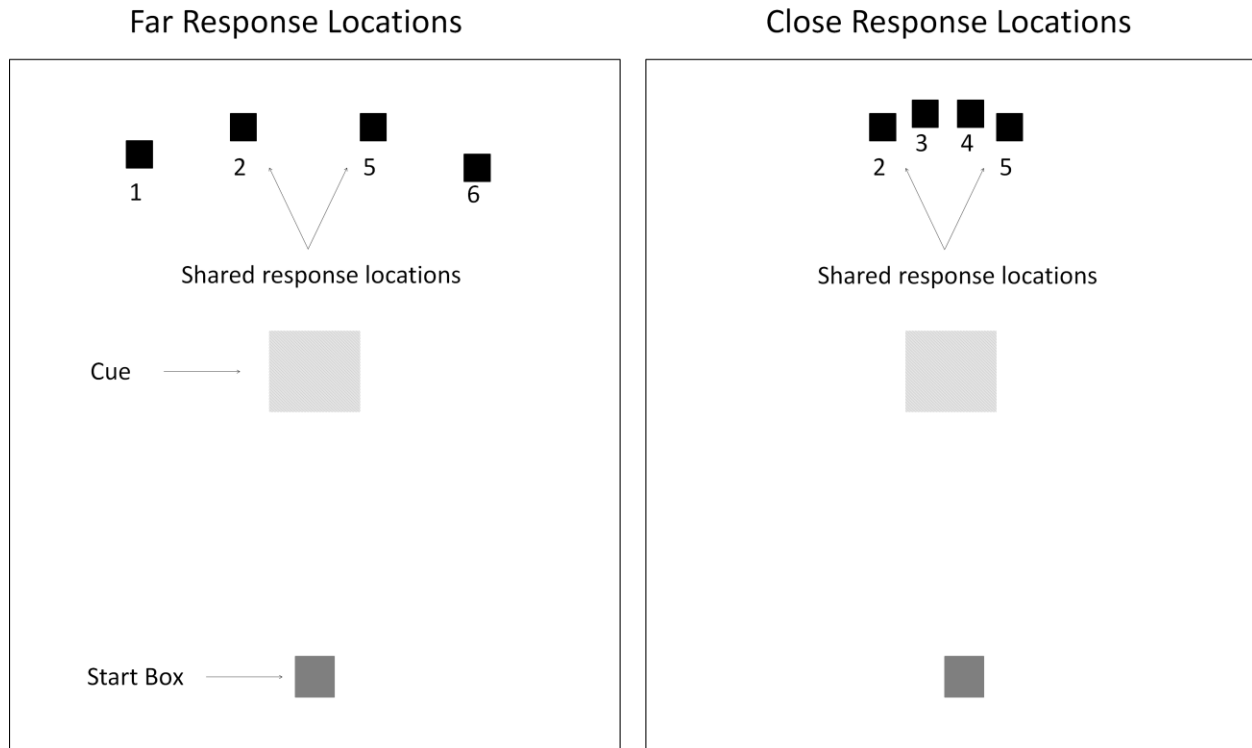 Far Response Locations
1
2
5
6
Shared response locations
Cue
Start Box
Close Response Locations
2
3
4
5
Shared response locations